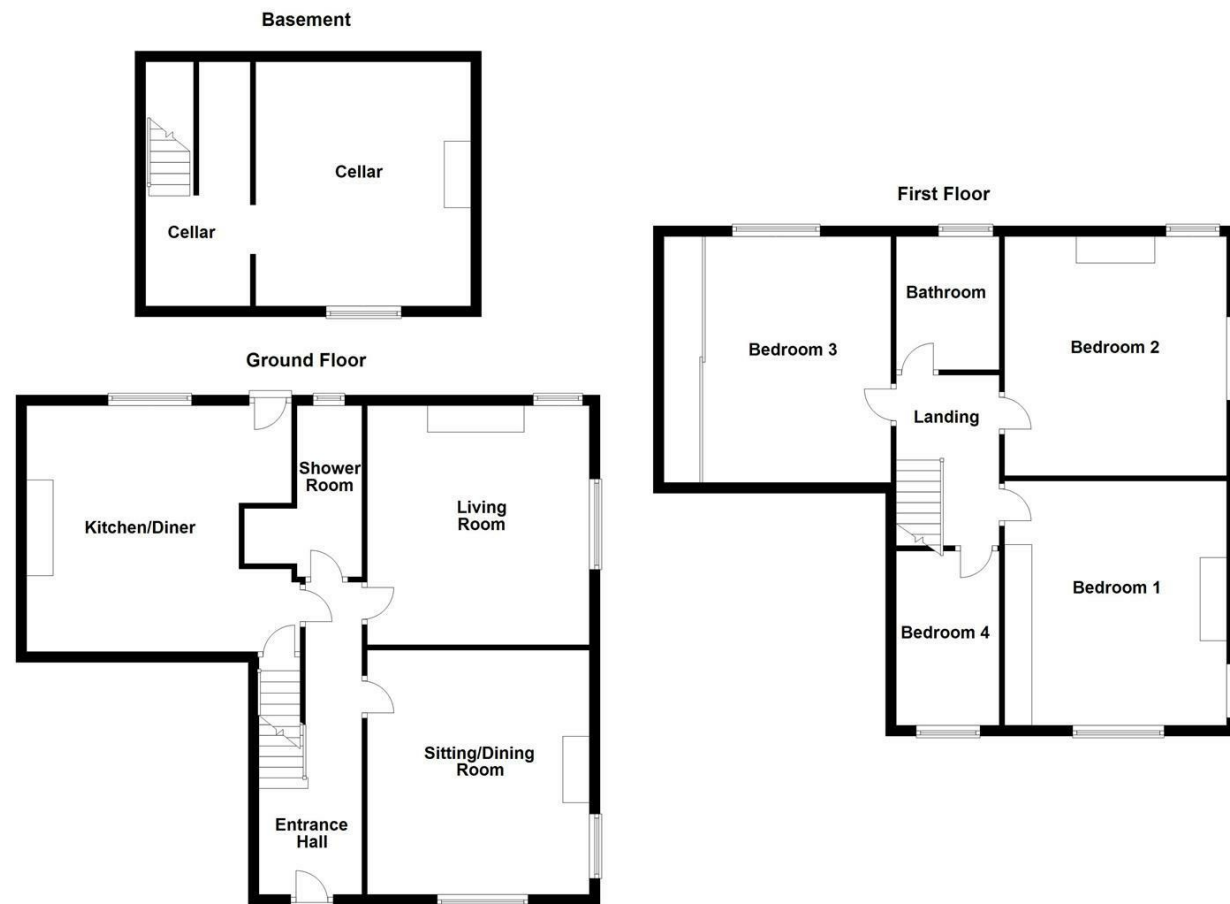 Basement
Cellar
Cellar
Ground Floor
Kitchen/Diner
Shower
Room
Living
Room
Sitting/Dining
Room
Entrance
Hall
First Floor
Bedroom 3
Bathroom
Bedroom 2
Landing
Bedroom 1
Bedroom 4